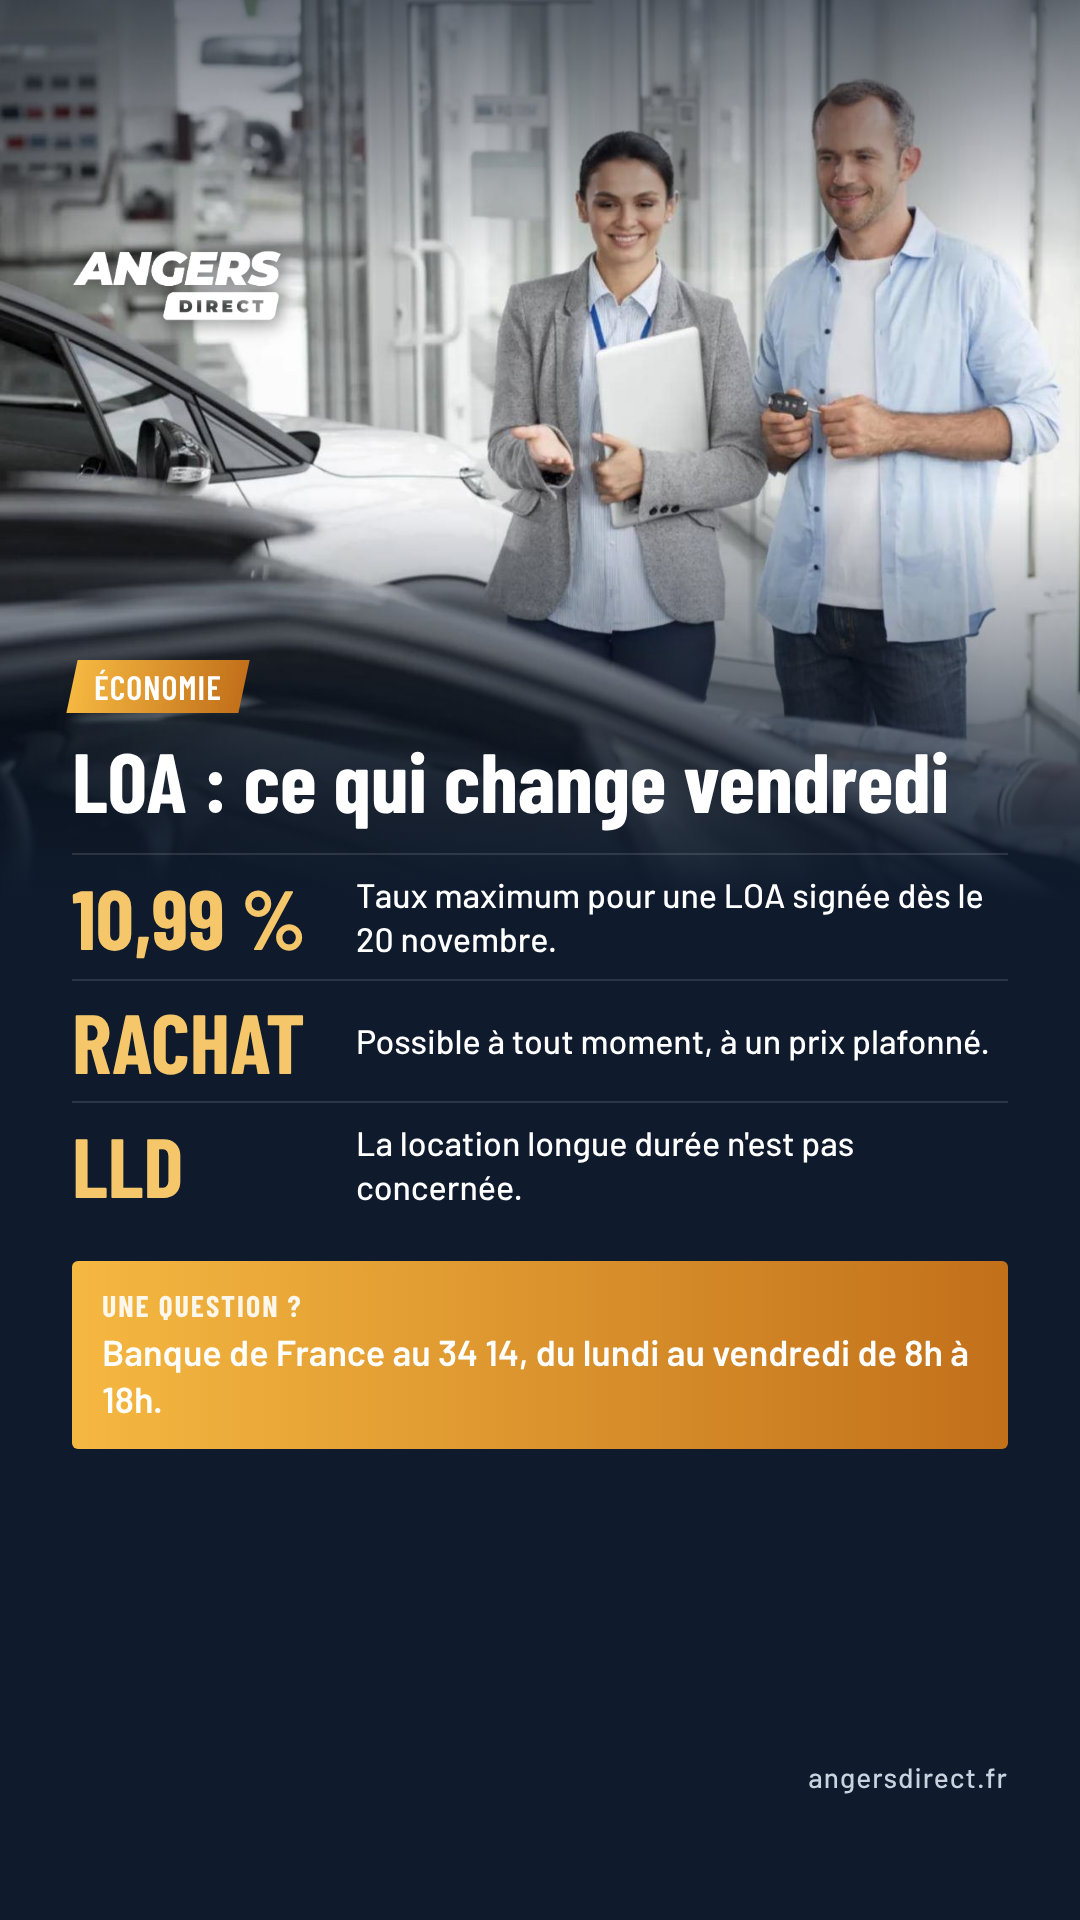 ANGERS
DIRECT
ÉCONOMIE
LOA : ce qui change vendredi
10,99 %
Taux maximum pour une LOA signée dès le
20 novembre.
RACHAT
Possible à tout moment, à un prix plafonné.
LLD
La location longue durée n'est pas
concernée.
UNE QUESTION ?
Banque de France au 34 14, du lundi au vendredi de 8h à
18h.
angersdirect.fr